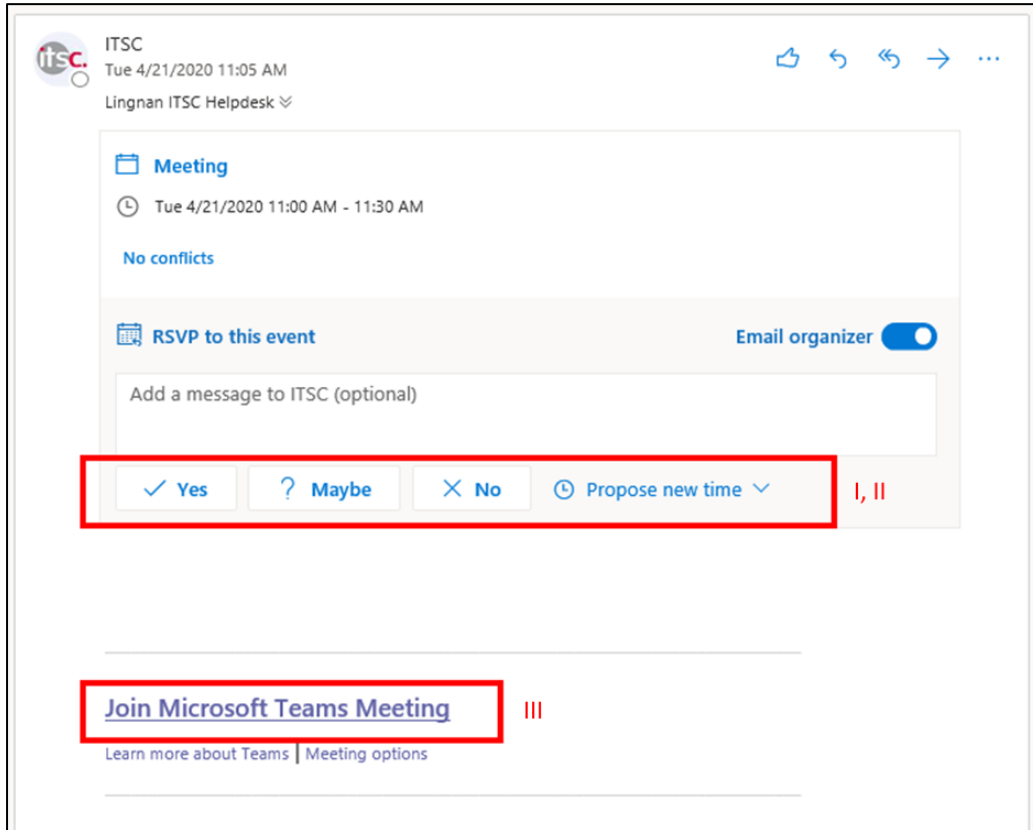 itsc.
ITSC
Tue 4/21/2020 11:05 AM
Lingnan ITSC Helpdesk
Meeting
Tue 4/21/2020 11:00 AM - 11:30 AM
No conflicts
RSVP to this event Email organizer
Add a message to ITSC (optional)
Yes ? Maybe No Propose new time I, II
Join Microsoft Teams Meeting III
Learn more about Teams | Meeting options